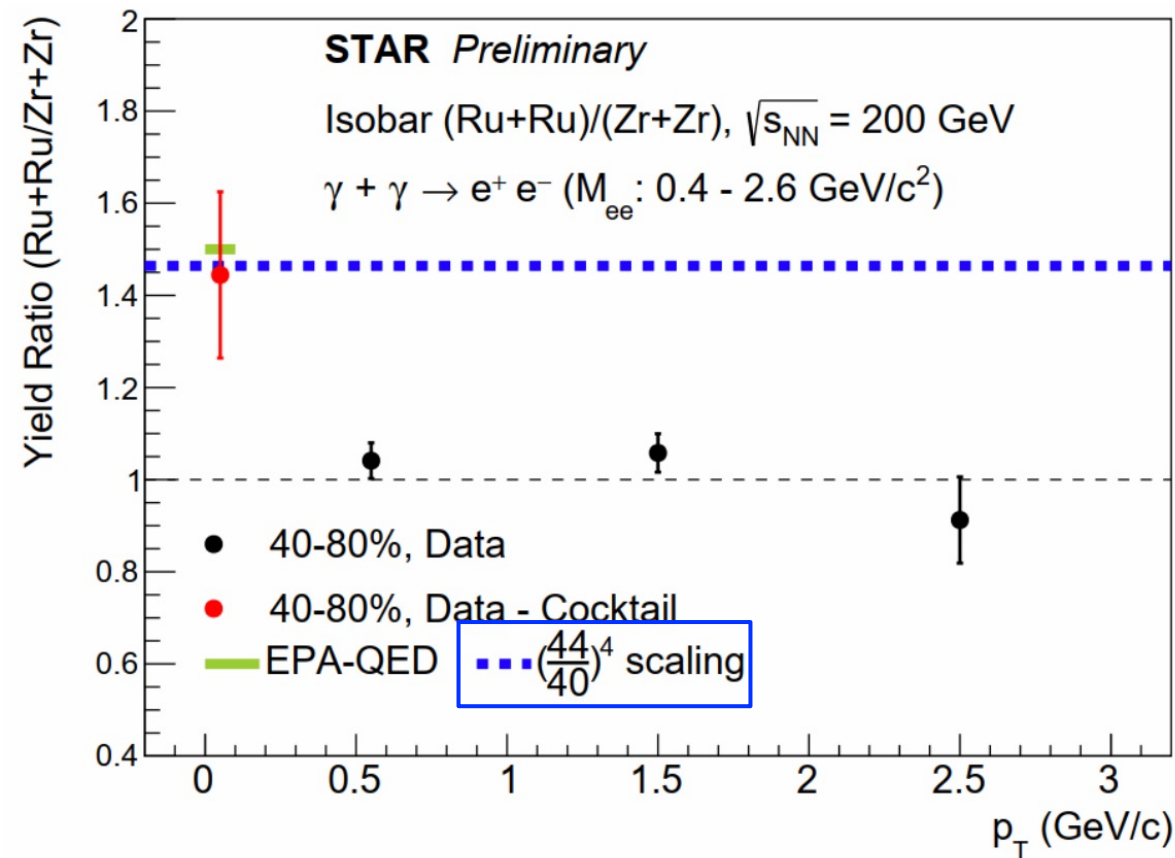 STAR Preliminary
Isobar (Ru+Ru)/(Zr+Zr), √s_NN = 200 GeV
γ + γ → e⁺ e⁻ (M_ee: 0.4 - 2.6 GeV/c²)
Yield Ratio (Ru+Ru/Zr+Zr)
2
1.8
1.6
1.4
1.2
1
0.8
0.6
0.4
40-80%, Data
40-80%, Data - Cocktail
EPA-QED (44/40)⁴ scaling
0 0.5 1 1.5 2 2.5 3
p_T (GeV/c)